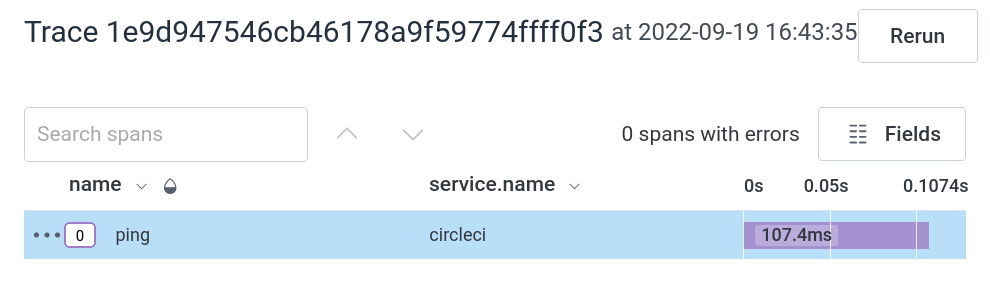 Trace 1e9d947546cb46178a9f59774ffff0f3 at 2022-09-19 16:43:35 Rerun
Search spans 0 spans with errors Fields
name service.name 0s 0.05s 0.1074s
0 ping circleci 107.4ms